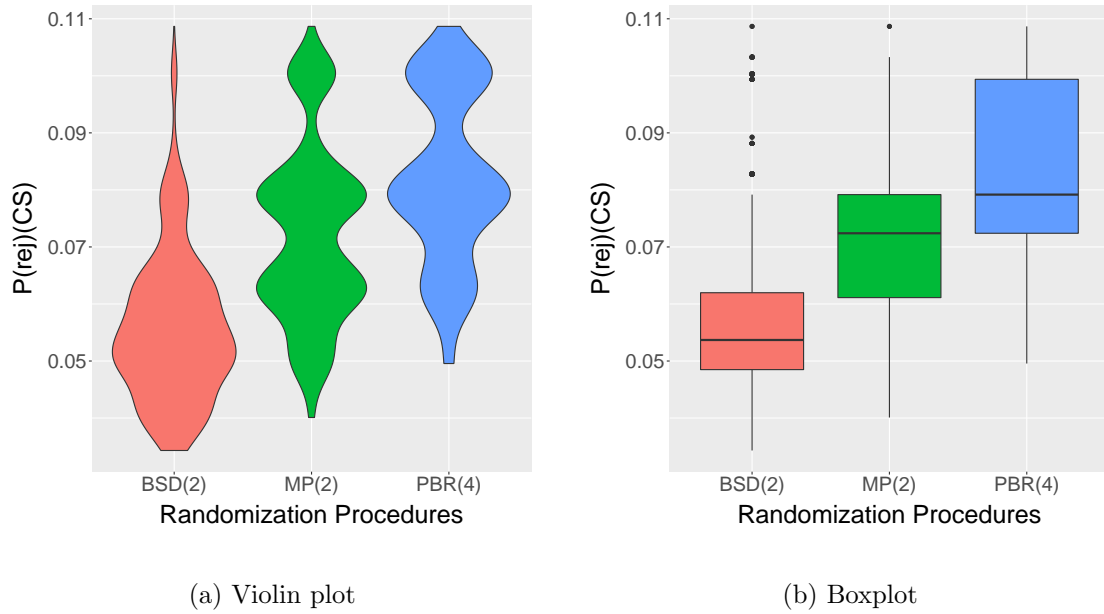 0.11
0.09
0.07
0.05
P(rej)(CS)
BSD(2) MP(2) PBR(4)
Randomization Procedures
(a) Violin plot
0.11
0.09
0.07
0.05
P(rej)(CS)
BSD(2) MP(2) PBR(4)
Randomization Procedures
(b) Boxplot